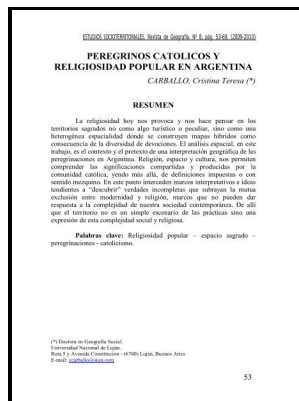 ESTUDIOS SOCIOTERRITORIALES. Revista de Geografía. Nº 8, pág. 53-69, (2009-2010)
PEREGRINOS CATOLICOS Y
RELIGIOSIDAD POPULAR EN ARGENTINA
CARBALLO, Cristina Teresa (*)
RESUMEN
La religiosidad hoy nos provoca y nos hace pensar en los
territorios sagrados no como algo turístico o peculiar, sino como una
heterogénea espacialidad donde se construyen mapas híbridos como
consecuencia de la diversidad de devociones. El análisis espacial, en este
trabajo, es el contexto y el pretexto de una interpretación geográfica de las
peregrinaciones en Argentina. Religión, espacio y cultura, nos permiten
comprender las significaciones compartidas y producidas por la
comunidad católica, yendo más allá, de definiciones impuestas o con
sentido mezquino. En este punto interceden marcos interpretativos e ideas
tendientes a “descubrir” verdades incompletas que subrayan la mutua
exclusión entre modernidad y religión, marcos que no pueden dar
respuesta a la complejidad de nuestra sociedad contemporánea. De allí
que el territorio no es un simple escenario de las prácticas sino una
expresión de esta complejidad social y religiosa.
Palabras clave: Religiosidad popular – espacio sagrado –
peregrinaciones - catolicismo.
(*) Doctora en Geografía Social.
Universidad Nacional de Luján.
Ruta 5 y Avenida Constitución - (6700) Luján, Buenos Aires
E-mail: ccarballo@sion.com
53